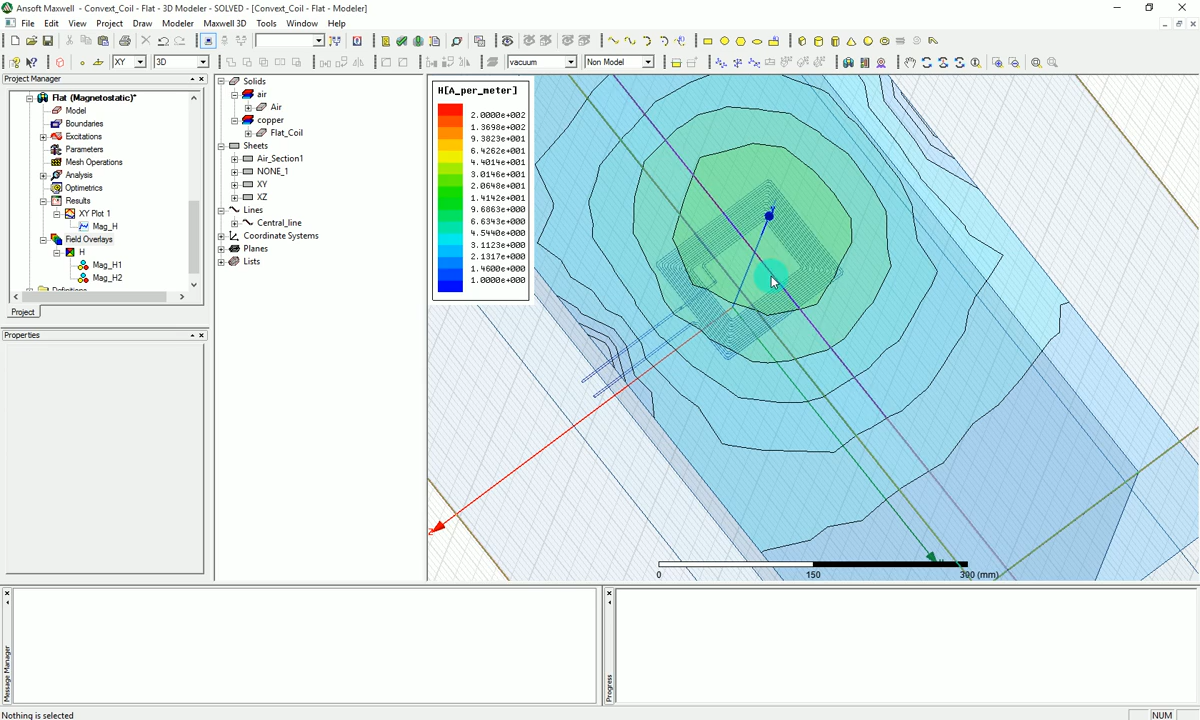 Ansoft Maxwell - Convext_Coil - Flat - 3D Modeler - SOLVED - [Convext_Coil - Flat - Modeler]
File Edit View Project Draw Modeler Maxwell 3D Tools Window Help
XY 3D vacuum Non Model
Project Manager
Flat (Magnetostatic)*
Model
Boundaries
Excitations
Parameters
Mesh Operations
Analysis
Optimetrics
Results
XY Plot 1
Mag_H
Field Overlays
H
Mag_H1
Mag_H2
Project
Properties
Solids
air
Air
copper
Flat_Coil
Sheets
Air_Section1
NONE_1
XY
XZ
Lines
Central_line
Coordinate Systems
Planes
Lists
H[A_per_meter]
2.0000e+002
1.3698e+002
9.3823e+001
6.4262e+001
4.4014e+001
3.0146e+001
2.0648e+001
1.4142e+001
9.6863e+000
6.6343e+000
4.5440e+000
3.1123e+000
2.1317e+000
1.4600e+000
1.0000e+000
0 150 300 (mm)
Message Manager
Progress
Nothing is selected
NUM